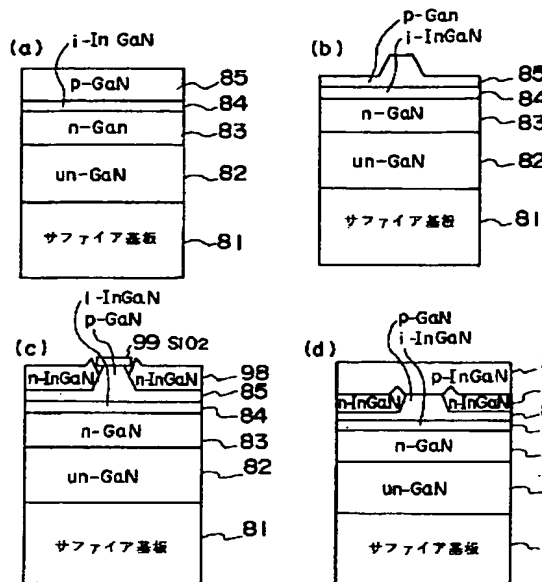 (a)
i-In GaN
p-GaN
85
84
n-Gan
83
un-GaN
82
サファイア基板
81
(b)
p-Gan
i-InGaN
85
84
n-GaN
83
un-GaN
82
サファイア基板
81
(c)
I-InGaN
p-GaN
99 SiO2
n-InGaN
n-InGaN
98
85
84
n-GaN
83
un-GaN
82
サファイア基板
81
(d)
p-GaN
i-InGaN
p-InGaN
n-InGaN
n-InGaN
n-GaN
un-GaN
サファイア基板